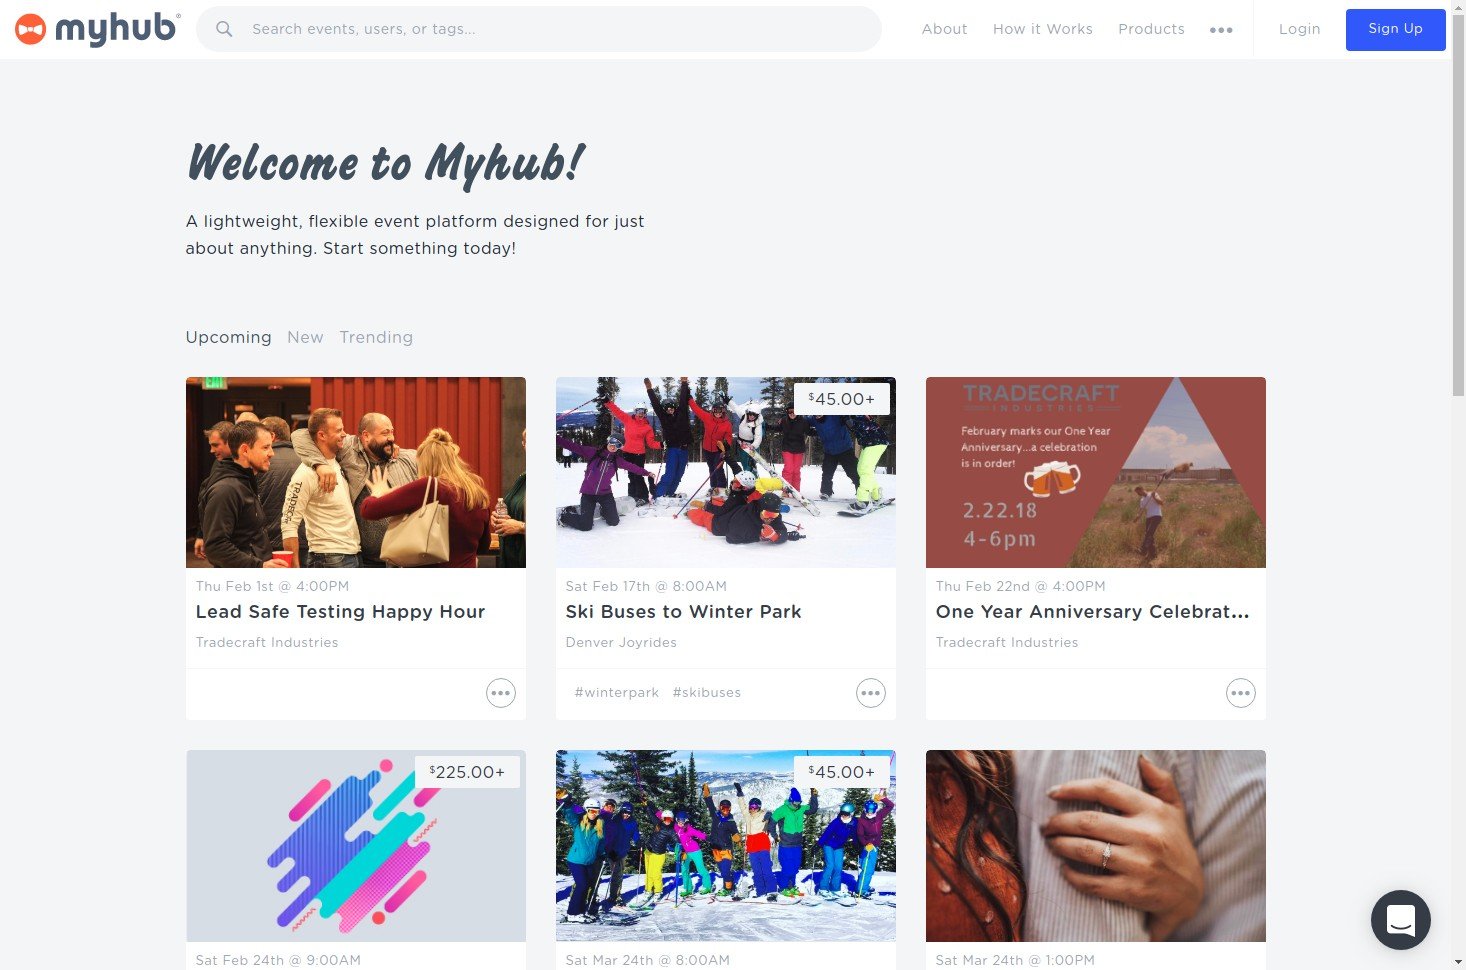 myhub®
Search events, users, or tags...
About How it Works Products
Login
Sign Up
Welcome to Myhub!
A lightweight, flexible event platform designed for just
about anything. Start something today!
Upcoming New Trending
$45.00+
TRADECRAFT
INDUSTRIES
February marks our One Year
Anniversary...a celebration
is in order!
2.22.18
4-6pm
Thu Feb 1st @ 4:00PM
Lead Safe Testing Happy Hour
Tradecraft Industries
Sat Feb 17th @ 8:00AM
Ski Buses to Winter Park
Denver Joyrides
#winterpark #skibuses
Thu Feb 22nd @ 4:00PM
One Year Anniversary Celebrat...
Tradecraft Industries
$225.00+
$45.00+
Sat Feb 24th @ 9:00AM
Sat Mar 24th @ 8:00AM
Sat Mar 24th @ 1:00PM